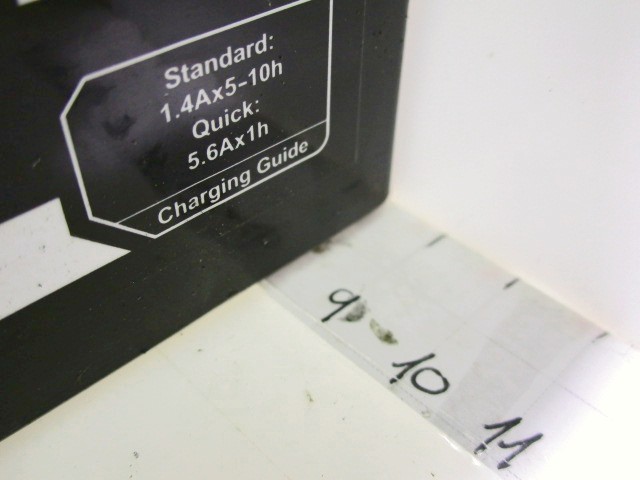 Standard:
1.4Ax5-10h
Quick:
5.6Ax1h
Charging Guide
9
10
11